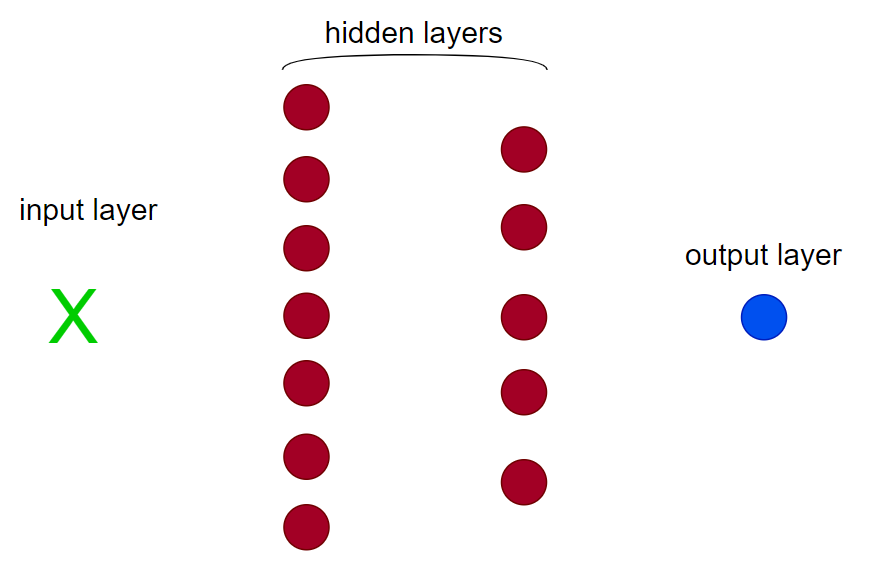 hidden layers
input layer
X
output layer